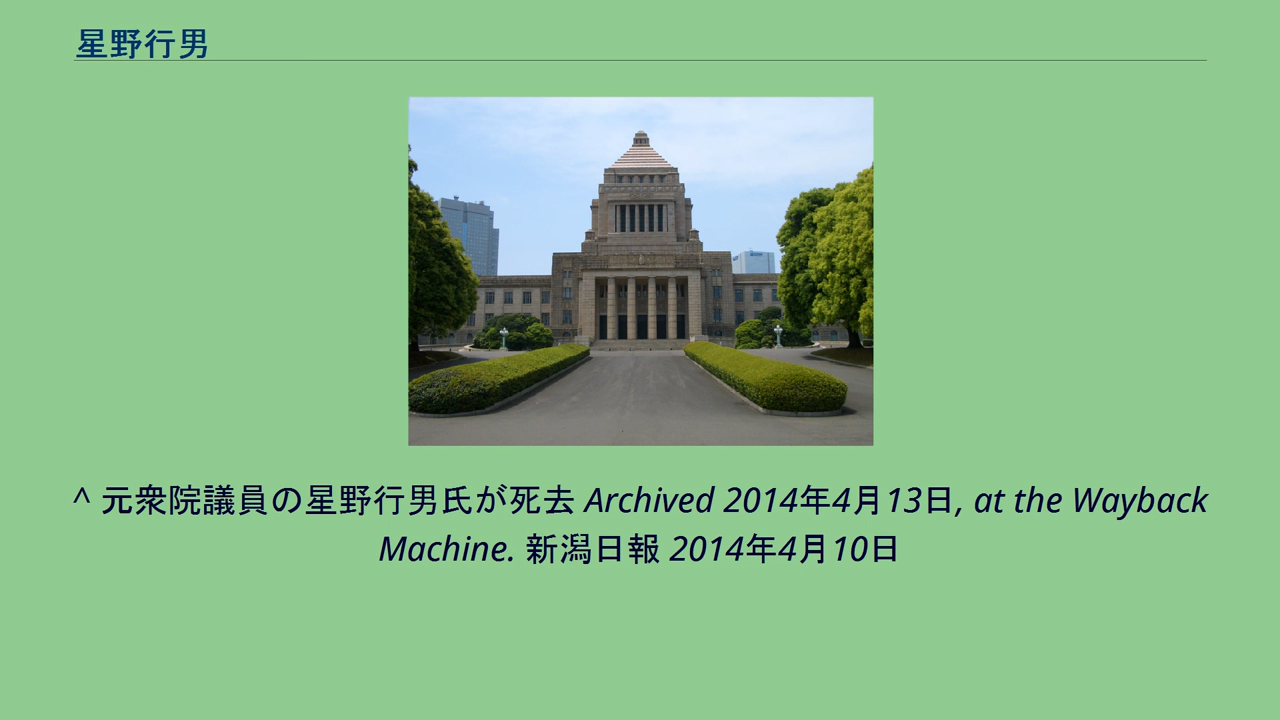 星野行男
^ 元衆院議員の星野行男氏が死去 Archived 2014年4月13日, at the Wayback
Machine. 新潟日報 2014年4月10日